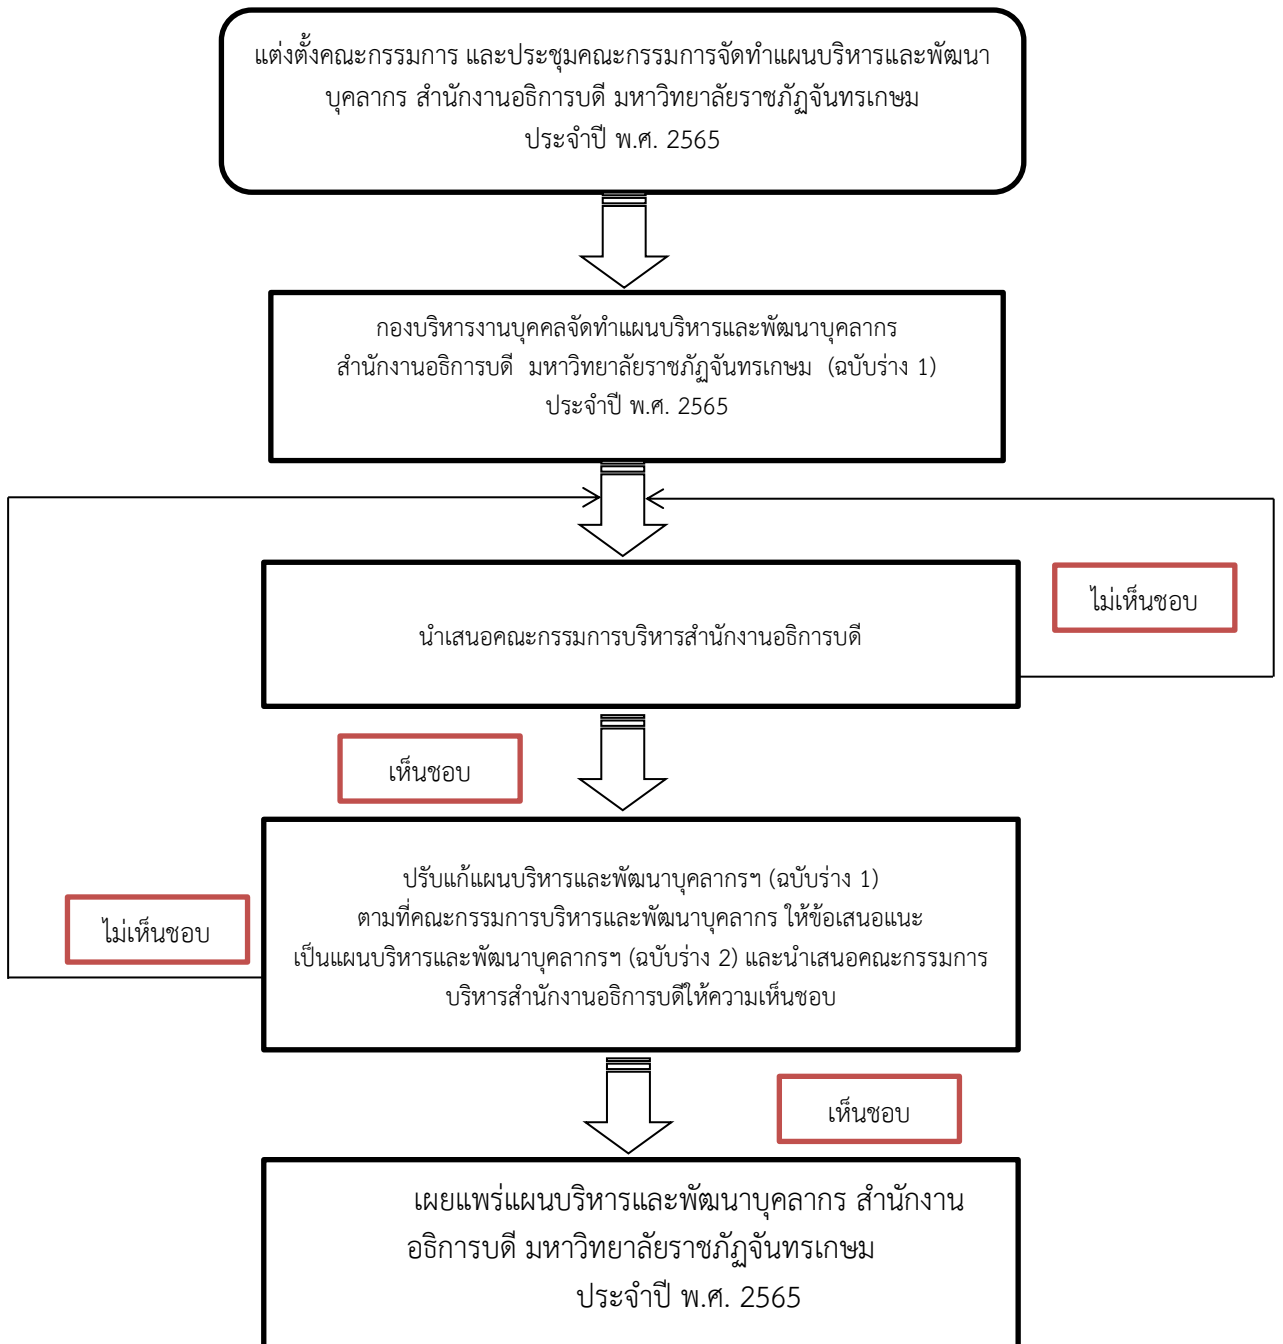 แต่งตั้งคณะกรรมการ และประชุมคณะกรรมการจัดทำแผนบริหารและพัฒนา
บุคลากร สำนักงานอธิการบดี มหาวิทยาลัยราชภัฏจันทรเกษม
ประจำปี พ.ศ. 2565
กองบริหารงานบุคคลจัดทำแผนบริหารและพัฒนาบุคลากร
สำนักงานอธิการบดี มหาวิทยาลัยราชภัฏจันทรเกษม (ฉบับร่าง 1)
ประจำปี พ.ศ. 2565
ไม่เห็นชอบ
นำเสนอคณะกรรมการบริหารสำนักงานอธิการบดี
เห็นชอบ
ปรับแก้แผนบริหารและพัฒนาบุคลากรฯ (ฉบับร่าง 1)
ตามที่คณะกรรมการบริหารและพัฒนาบุคลากร ให้ข้อเสนอแนะ
เป็นแผนบริหารและพัฒนาบุคลากรฯ (ฉบับร่าง 2) และนำเสนอคณะกรรมการ
บริหารสำนักงานอธิการบดีให้ความเห็นชอบ
ไม่เห็นชอบ
เห็นชอบ
เผยแพร่แผนบริหารและพัฒนาบุคลากร สำนักงาน
อธิการบดี มหาวิทยาลัยราชภัฏจันทรเกษม
ประจำปี พ.ศ. 2565